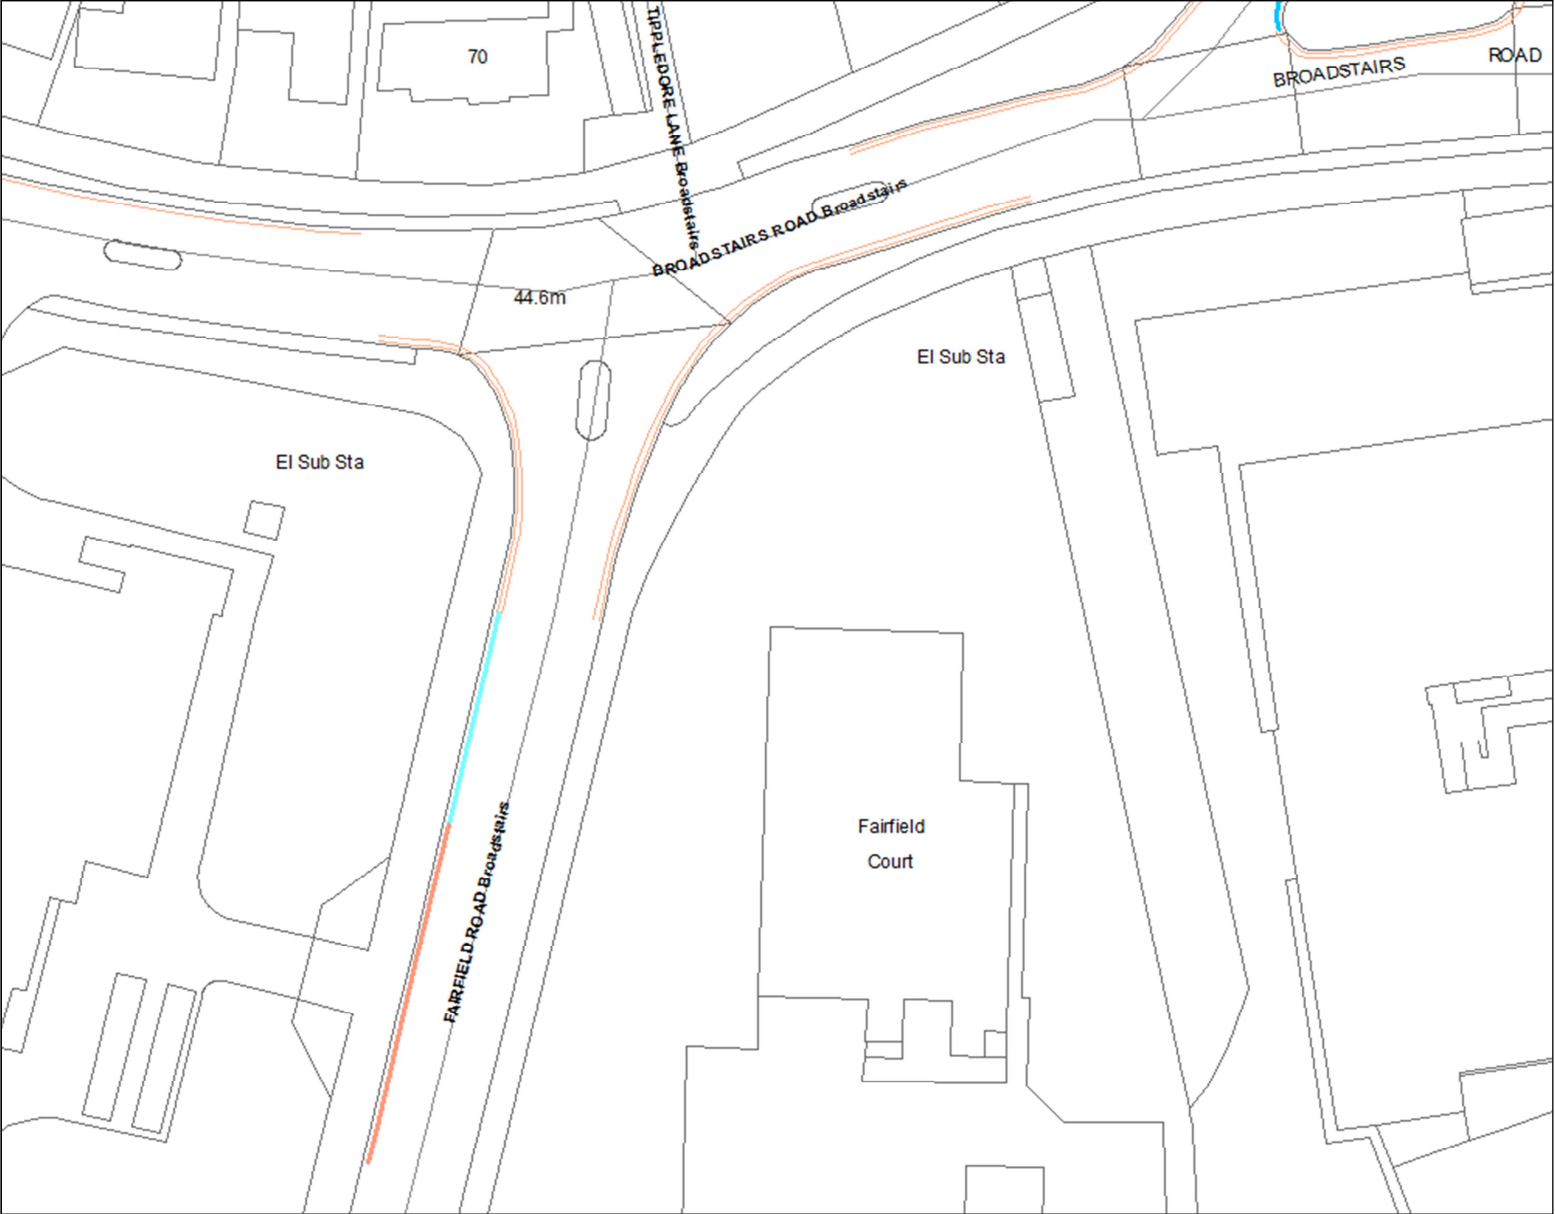 70
TIPPLEDORE LANE Broadstairs
BROADSTAIRS
ROAD
BROADSTAIRS ROAD Broadstairs
44.6m
El Sub Sta
El Sub Sta
Fairfield
Court
FAIRFIELD ROAD Broadstairs